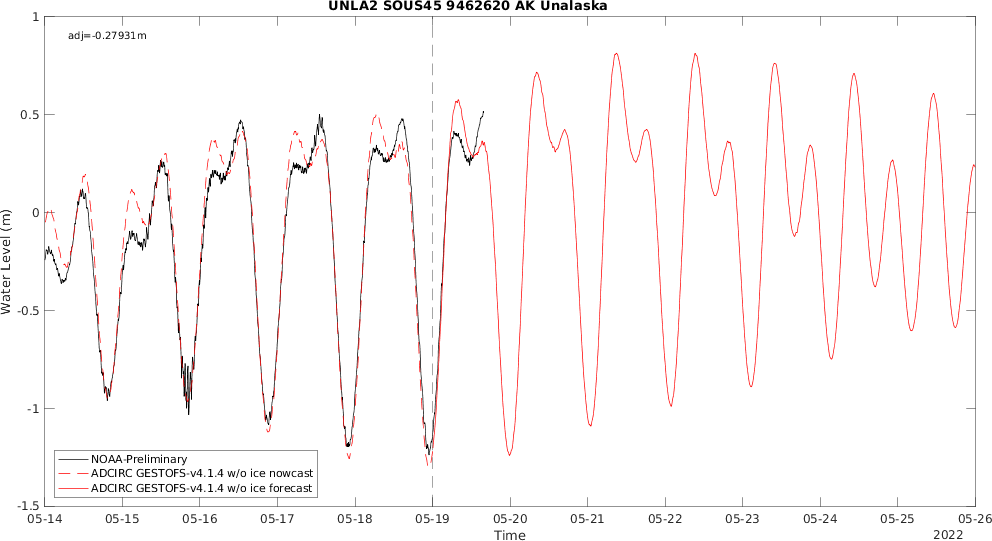 UNLA2 SOUS45 9462620 AK Unalaska
adj=-0.27931m
1
0.5
0
-0.5
-1
-1.5
Water Level (m)
NOAA-Preliminary
ADCIRC GESTOFS-v4.1.4 w/o ice nowcast
ADCIRC GESTOFS-v4.1.4 w/o ice forecast
05-14 05-15 05-16 05-17 05-18 05-19 05-20 05-21 05-22 05-23 05-24 05-25 05-26
Time
2022